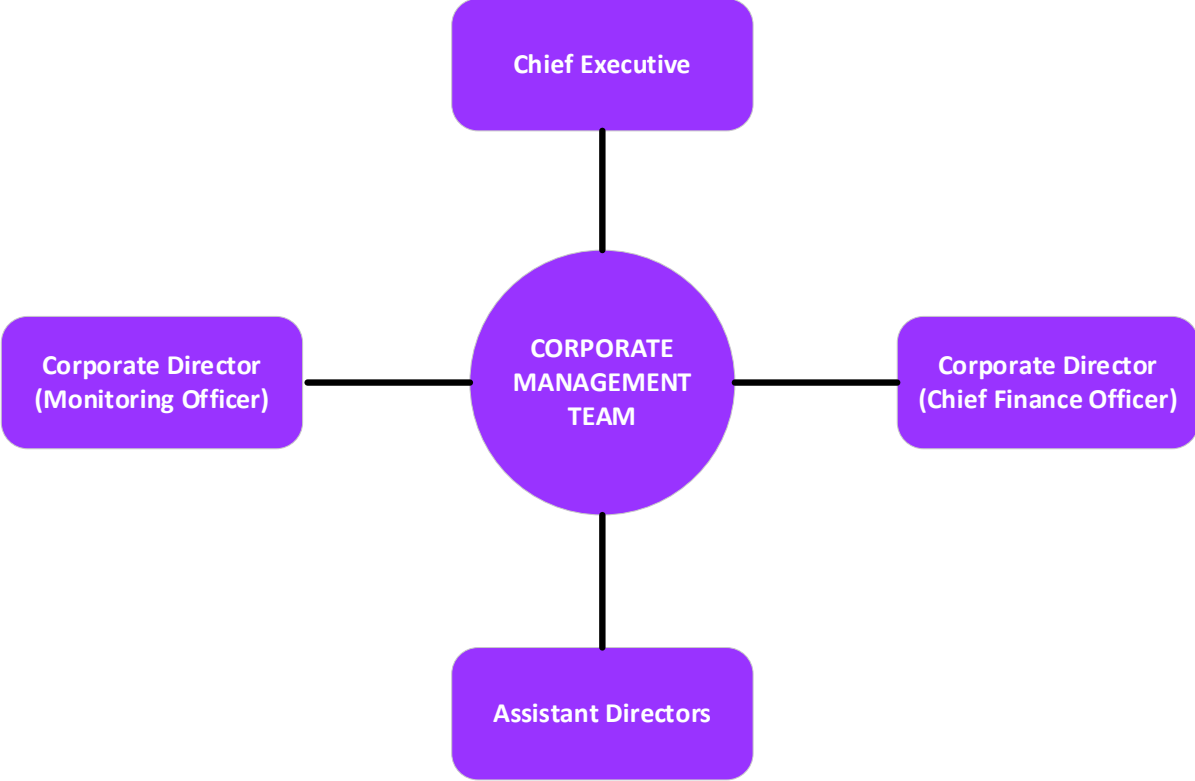 Chief Executive
Corporate Director
(Monitoring Officer)
CORPORATE
MANAGEMENT
TEAM
Corporate Director
(Chief Finance Officer)
Assistant Directors